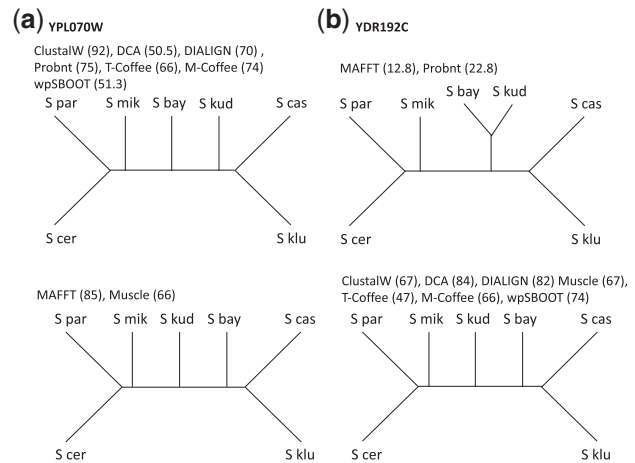 (a) YPL070W
ClustalW (92), DCA (50.5), DIALIGN (70) ,
Probnt (75), T-Coffee (66), M-Coffee (74)
wpSBOOT (51.3)
S par S mik S bay S kud S cas
S cer S klu
MAFFT (85), Muscle (66)
S par S mik S kud S bay S cas
S cer S klu
(b) YDR192C
MAFFT (12.8), Probnt (22.8)
S bay S kud
S par S mik S cas
S cer S klu
ClustalW (67), DCA (84), DIALIGN (82) Muscle (67),
T-Coffee (47), M-Coffee (66), wpSBOOT (74)
S par S mik S kud S bay S cas
S cer S klu